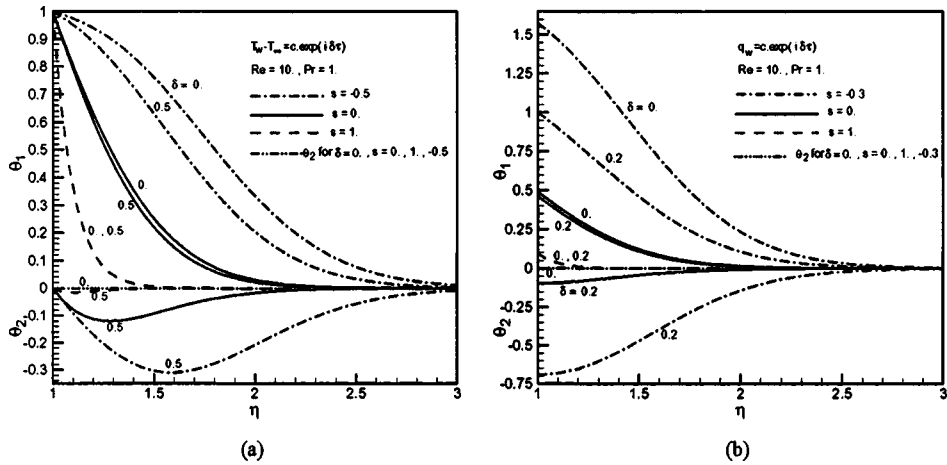 T_w-T_∞=c.exp(iδτ)
Re = 10. , Pr = 1.
s = -0.5
s = 0.
s = 1.
θ_2 for δ = 0. , s = 0. , 1. , -0.5
δ = 0.
0.5
0.
0.5
0. , 0.5
0.
0.5
0.5
0.5
1
0.9
0.8
0.7
0.6
0.5
0.4
0.3
0.2
0.1
0
-0.1
-0.2
-0.3
θ_1
θ_2
1
1.5
2
2.5
3
η
(a)
q_w=c.exp(iδτ)
Re = 10. , Pr = 1.
s = -0.3
s = 0.
s = 1.
θ_2 for δ = 0. , s = 0. , 1. , -0.3
δ = 0.
0.2
0.
0.2
0. , 0.2
0.
δ = 0.2
0.2
1.5
1.25
1
0.75
0.5
0.25
0
-0.25
-0.5
-0.75
θ_1
θ_2
1
1.5
2
2.5
3
η
(b)